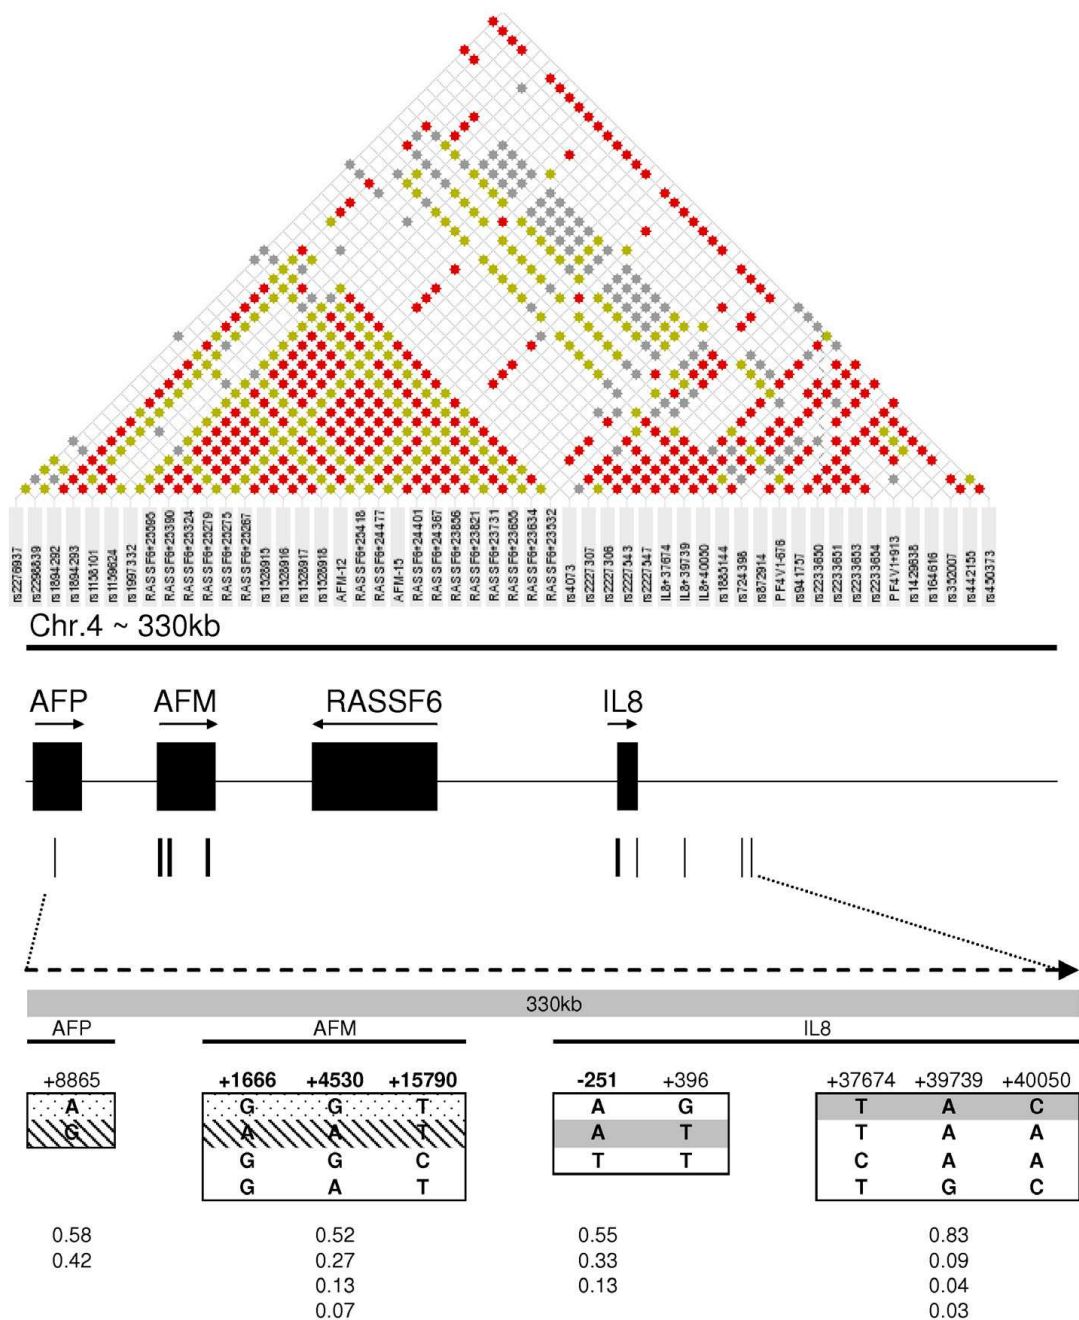 rs2276937
rs2298839
rs1894292
rs1894293
rs1158101
rs1159624
rs1997332
RASSF6+25595
RASSF6+25390
RASSF6+25324
RASSF6+25279
RASSF6+25275
RASSF6+25267
rs1528915
rs1528916
rs1528917
rs1528918
AFM-12
RASSF6+25418
RASSF6+24477
AFM-15
RASSF6+24401
RASSF6+24367
RASSF6+23856
RASSF6+23821
RASSF6+23731
RASSF6+23655
RASSF6+23634
RASSF6+23532
rs4073
rs2227307
rs2227306
rs2227543
rs2227547
IL8+37674
IL8+39739
IL8+40050
rs1885144
rs724398
rs872914
PF4V1-676
rs941757
rs2233650
rs2233651
rs2233653
rs2233654
PF4V1+913
rs1429638
rs164616
rs352007
rs442155
rs450373
Chr.4 ~ 330kb
AFP AFM RASSF6 IL8
330kb
AFP AFM IL8
+8865 +1666 +4530 +15790 -251 +396 +37674 +39739 +40050
A G G T A G T A C
G A A T A T T A A
G G C T T C A A
G A T T G C
0.58 0.52 0.55 0.83
0.42 0.27 0.33 0.09
0.13 0.13 0.04
0.07 0.03